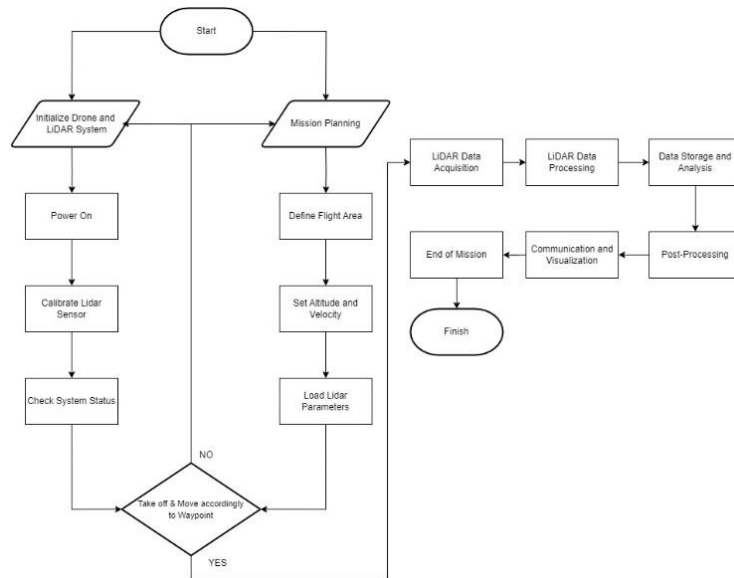 Start
Initialize Drone and
LiDAR System
Mission Planning
Power On
Define Flight Area
Calibrate Lidar
Sensor
Set Altitude and
Velocity
Check System Status
Load Lidar
Parameters
NO
Take off & Move accordingly
to Waypoint
YES
LiDAR Data
Acquisition
LiDAR Data
Processing
Data Storage and
Analysis
Post-Processing
Communication and
Visualization
End of Mission
Finish